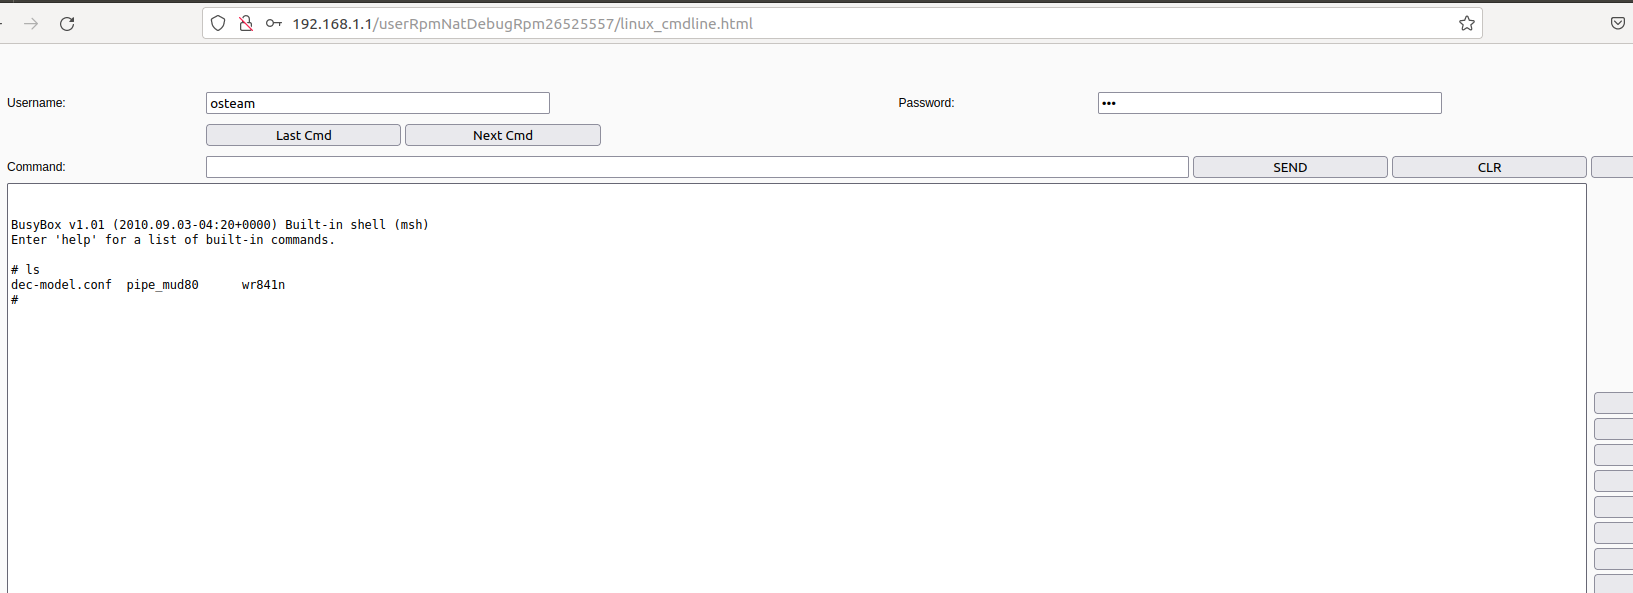 192.168.1.1/userRpmNatDebugRpm26525557/linux_cmdline.html
Username: osteam Password: •••
Last Cmd Next Cmd
Command: SEND CLR
BusyBox v1.01 (2010.09.03-04:20+0000) Built-in shell (msh)
Enter 'help' for a list of built-in commands.
# ls
dec-model.conf pipe_mud80 wr841n
#